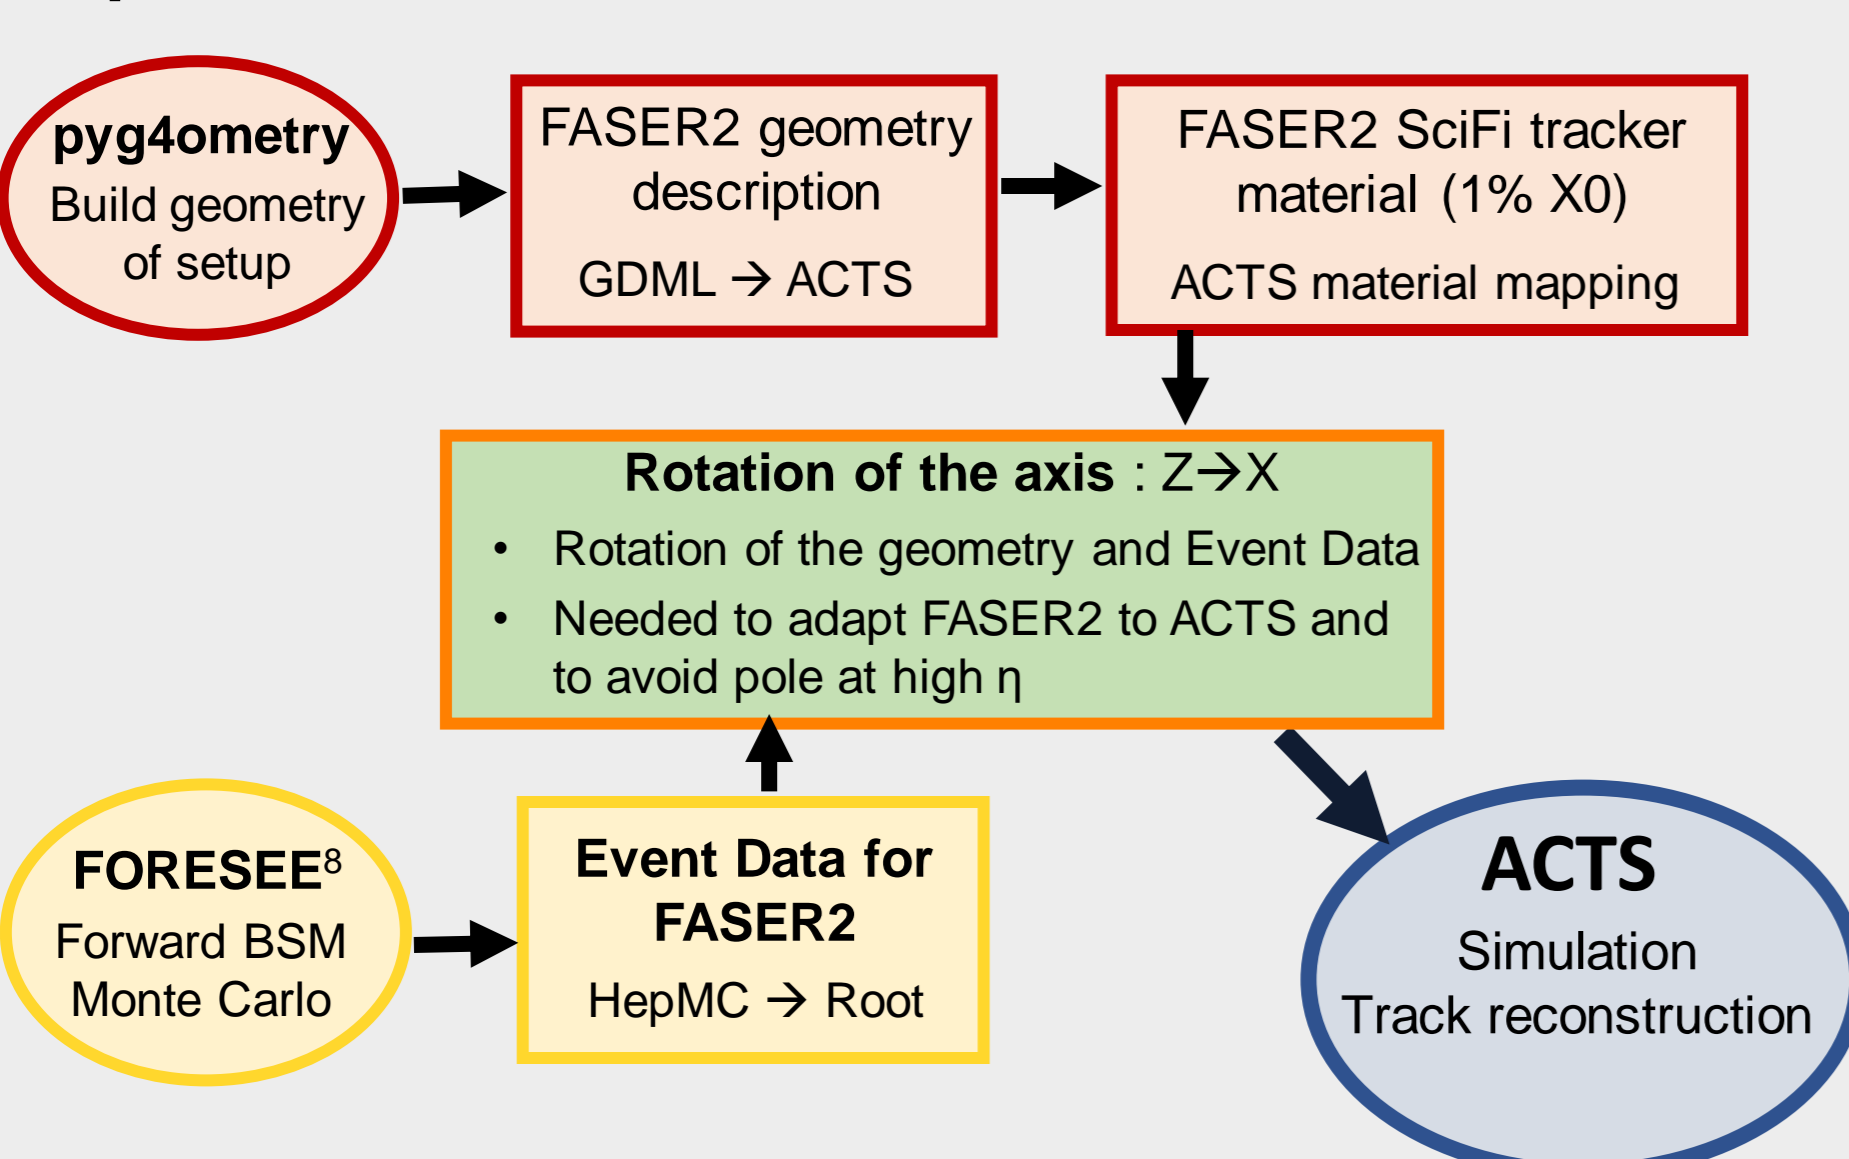 pyg4ometry
Build geometry
of setup
FASER2 geometry
description
GDML → ACTS
FASER2 SciFi tracker
material (1% X0)
ACTS material mapping
Rotation of the axis : Z→X
• Rotation of the geometry and Event Data
• Needed to adapt FASER2 to ACTS and
to avoid pole at high η
FORESEE⁸
Forward BSM
Monte Carlo
Event Data for
FASER2
HepMC → Root
ACTS
Simulation
Track reconstruction